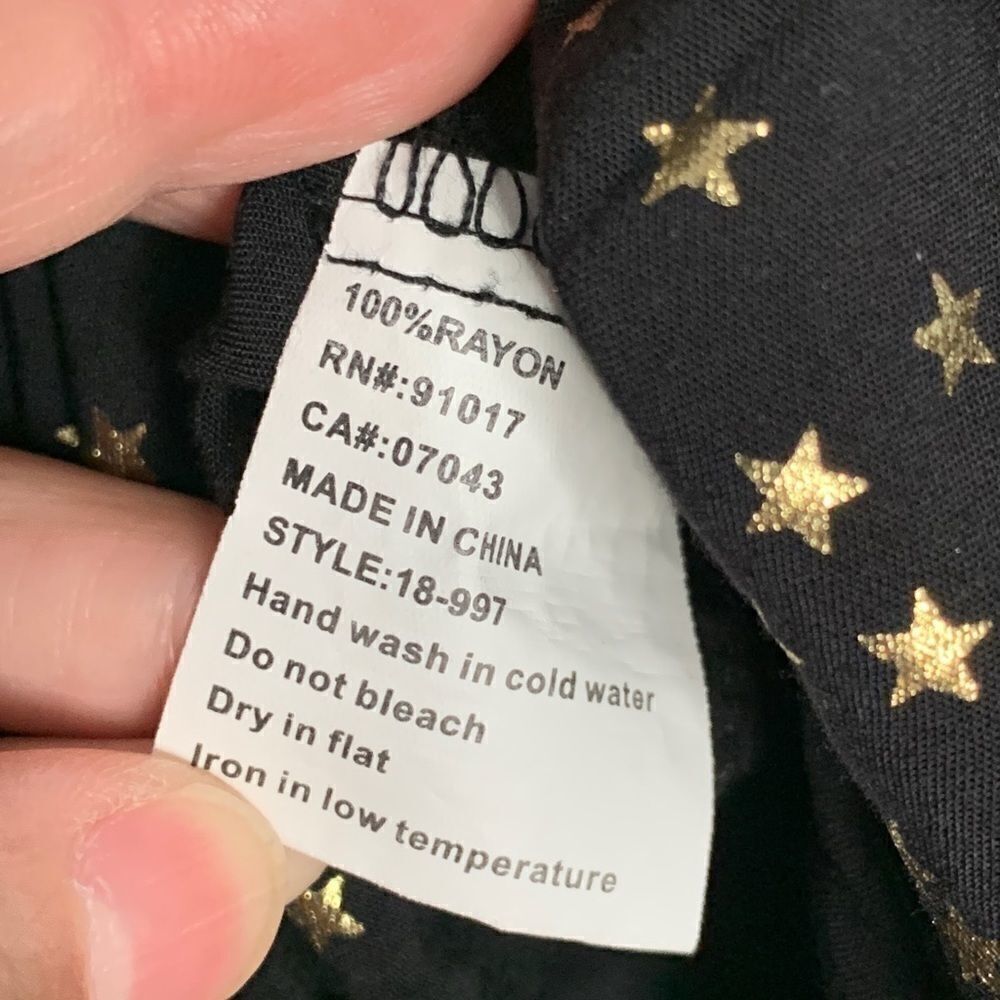 100%RAYON
RN#:91017
CA#:07043
MADE IN CHINA
STYLE:18-997
Hand wash in cold water
Do not bleach
Dry in flat
Iron in low temperature